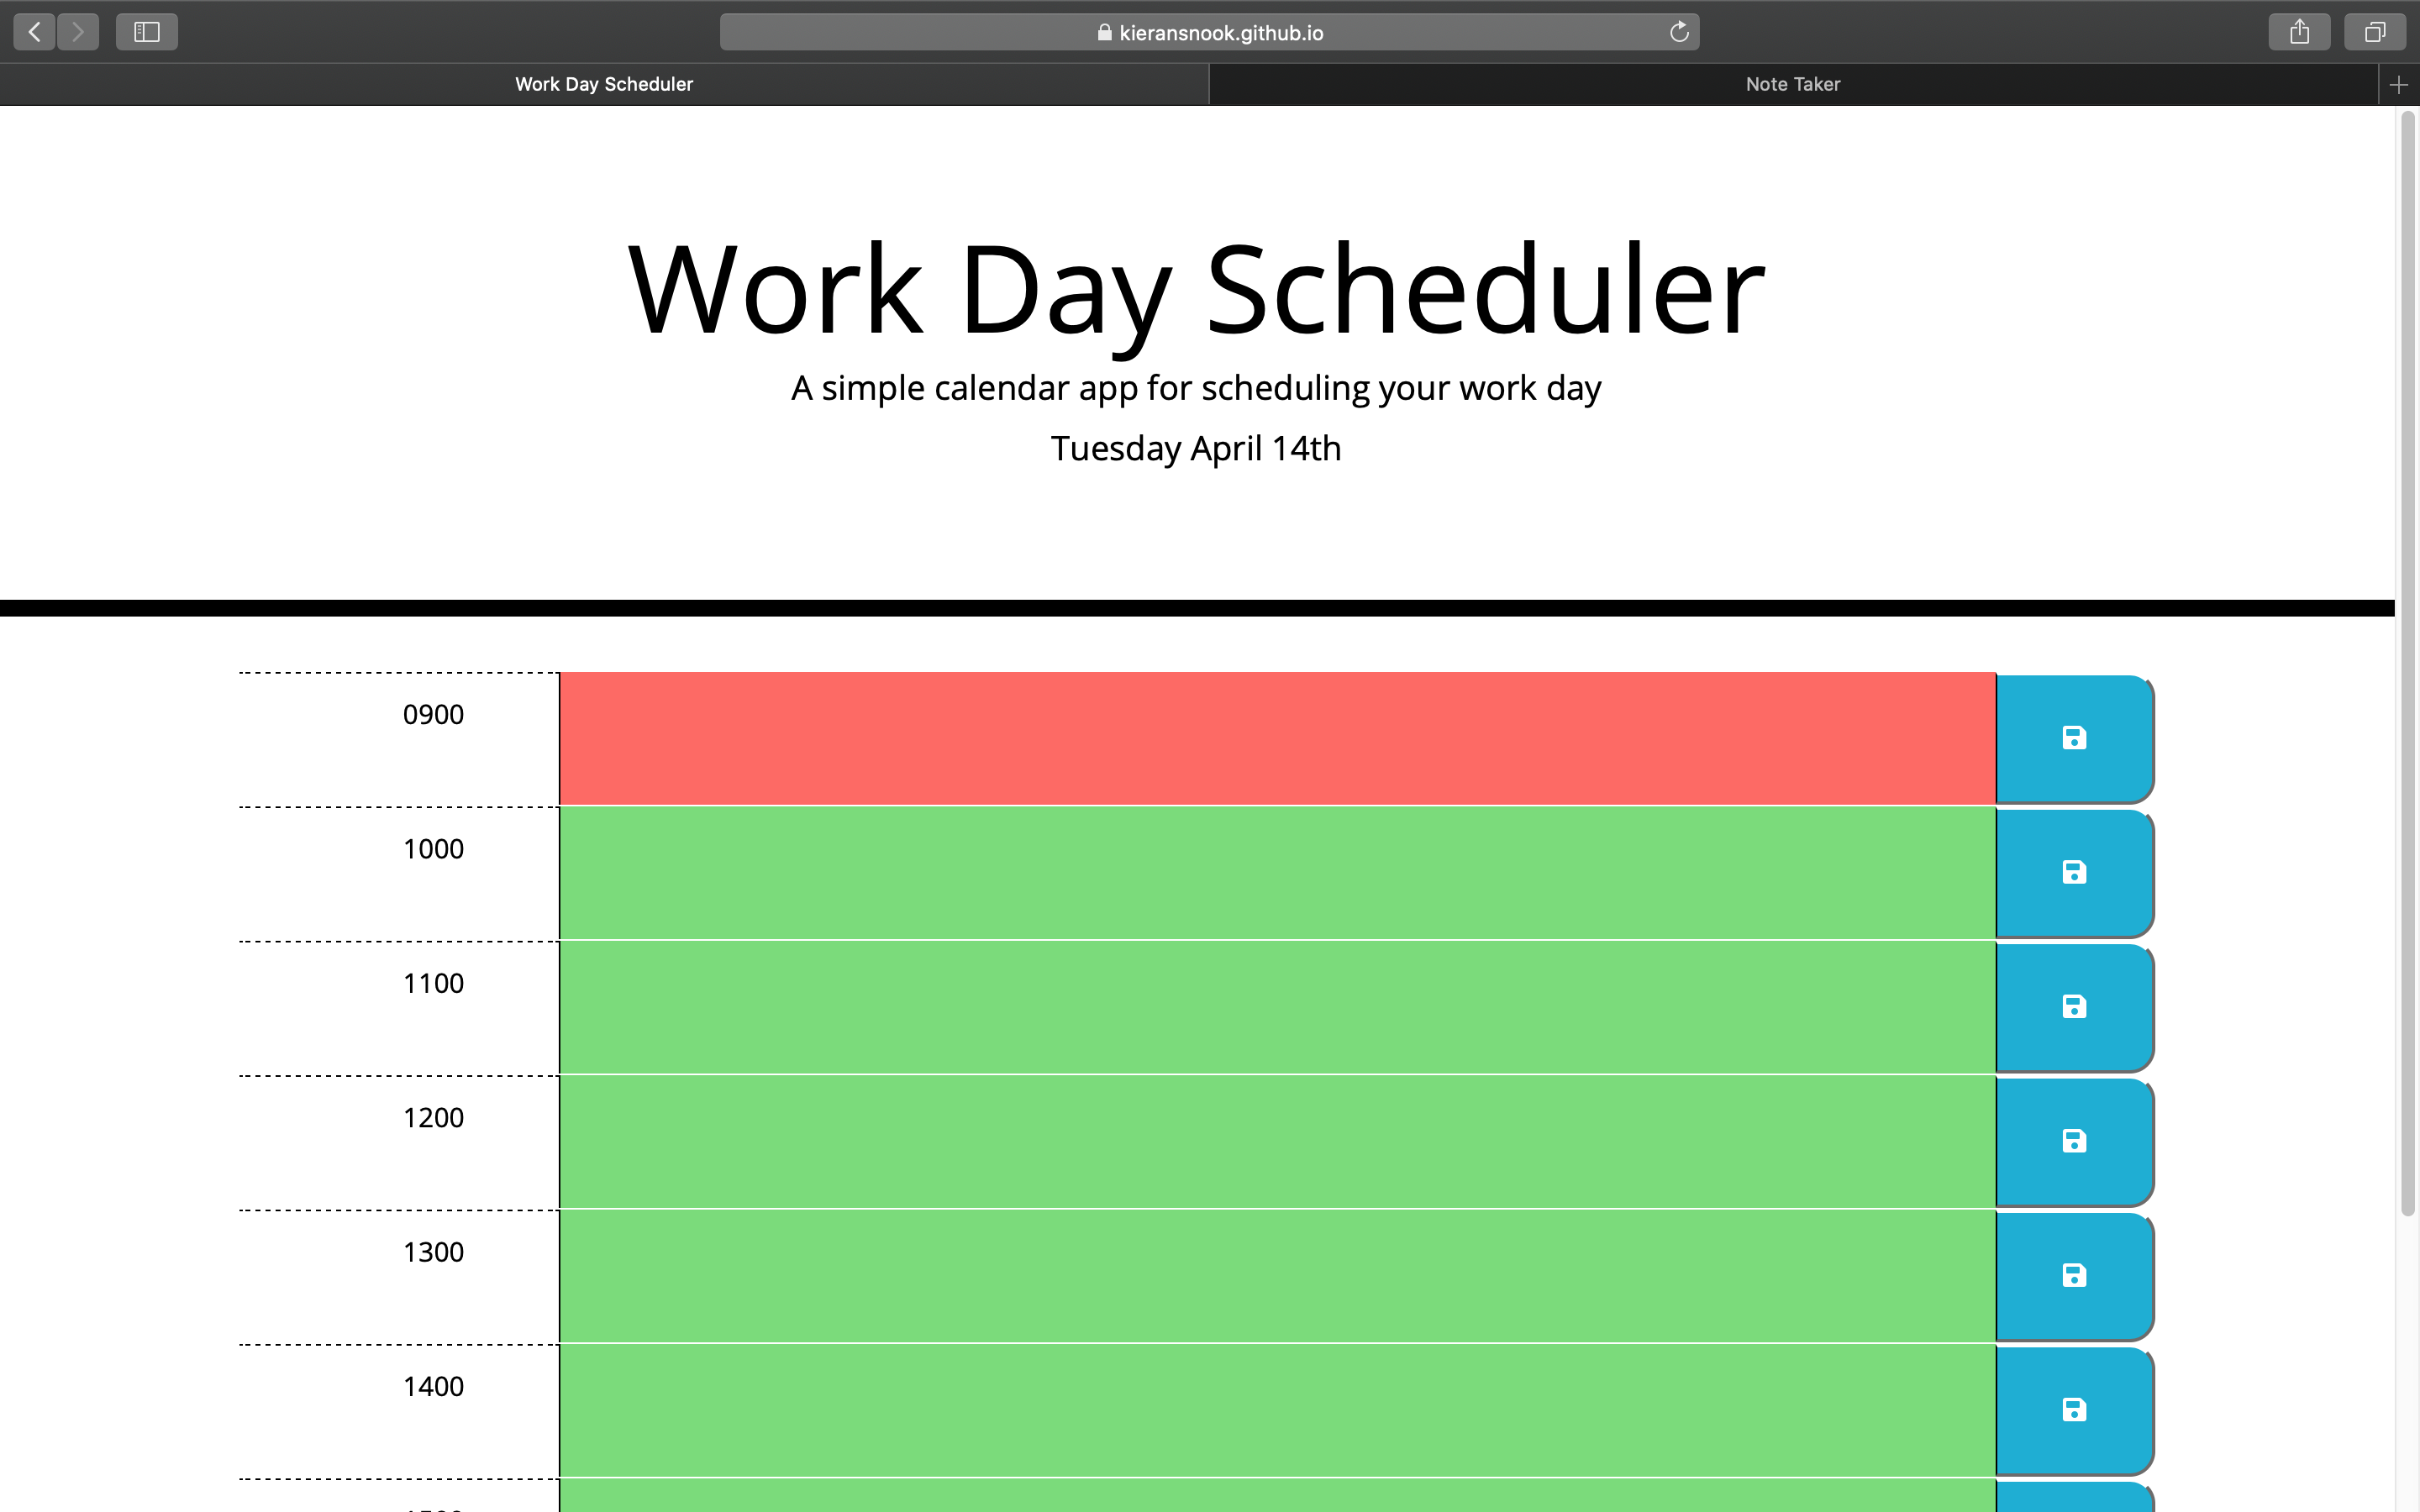 kieransnook.github.io
Work Day Scheduler
Note Taker
Work Day Scheduler
A simple calendar app for scheduling your work day
Tuesday April 14th
0900
1000
1100
1200
1300
1400